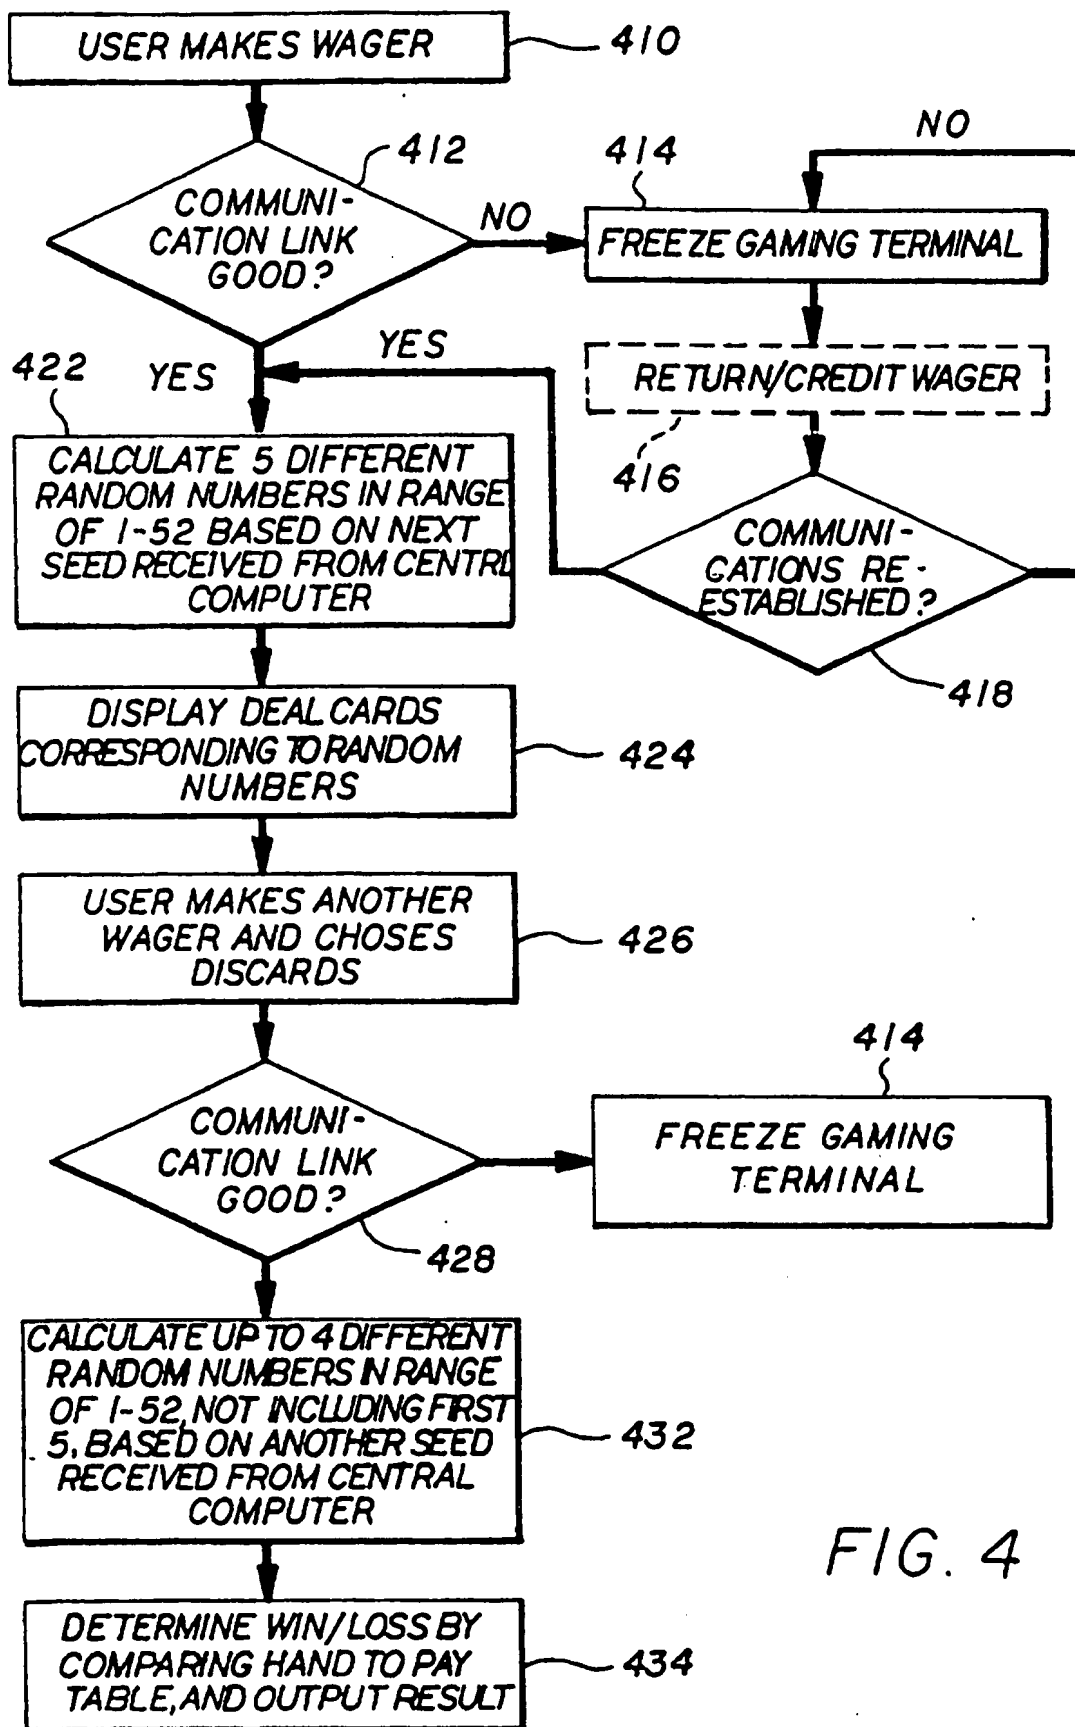 USER MAKES WAGER
410
412
COMMUNI-
CATION LINK
GOOD?
NO
414
NO
FREEZE GAMING TERMINAL
YES
YES
RETURN/CREDIT WAGER
416
422
CALCULATE 5 DIFFERENT
RANDOM NUMBERS IN RANGE
OF 1-52 BASED ON NEXT
SEED RECEIVED FROM CENTRL
COMPUTER
COMMUNI-
CATIONS RE-
ESTABLISHED?
418
DISPLAY DEAL CARDS
CORRESPONDING TO RANDOM
NUMBERS
424
USER MAKES ANOTHER
WAGER AND CHOSES
DISCARDS
426
COMMUNI-
CATION LINK
GOOD?
428
414
FREEZE GAMING
TERMINAL
CALCULATE UP TO 4 DIFFERENT
RANDOM NUMBERS IN RANGE
OF 1-52, NOT INCLUDING FIRST
5, BASED ON ANOTHER SEED
RECEIVED FROM CENTRAL
COMPUTER
432
DETERMINE WIN/LOSS BY
COMPARING HAND TO PAY
TABLE, AND OUTPUT RESULT
434
FIG. 4